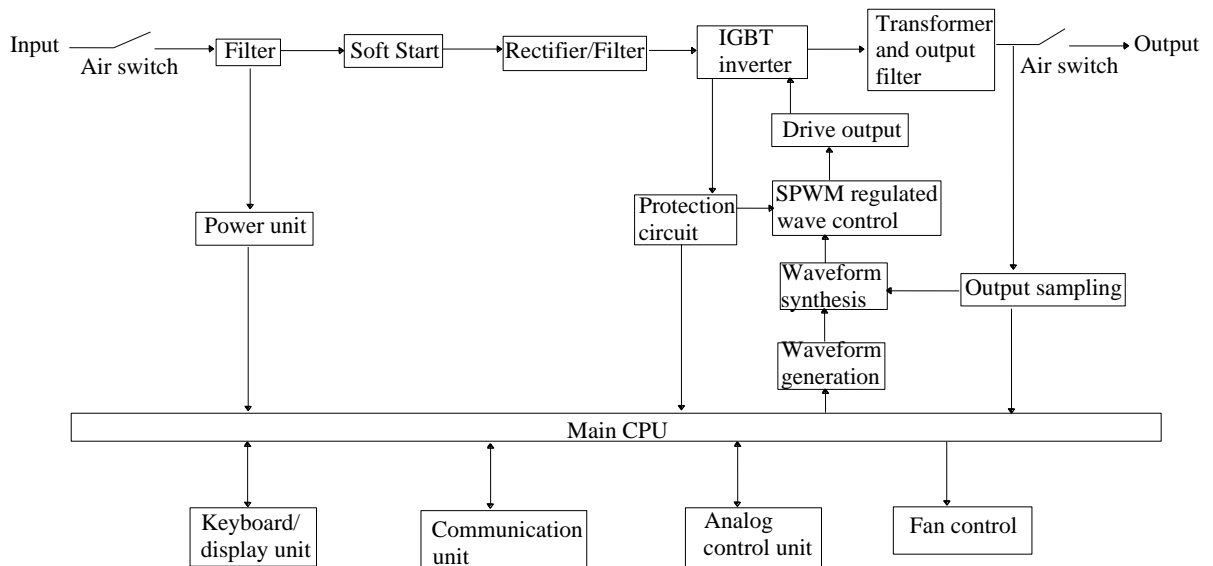 Input
Air switch
Filter
Soft Start
Rectifier/Filter
IGBT
inverter
Transformer
and output
filter
Air switch
Output
Drive output
Protection
circuit
SPWM regulated
wave control
Power unit
Waveform
synthesis
Output sampling
Waveform
generation
Main CPU
Keyboard/
display unit
Communication
unit
Analog
control unit
Fan control